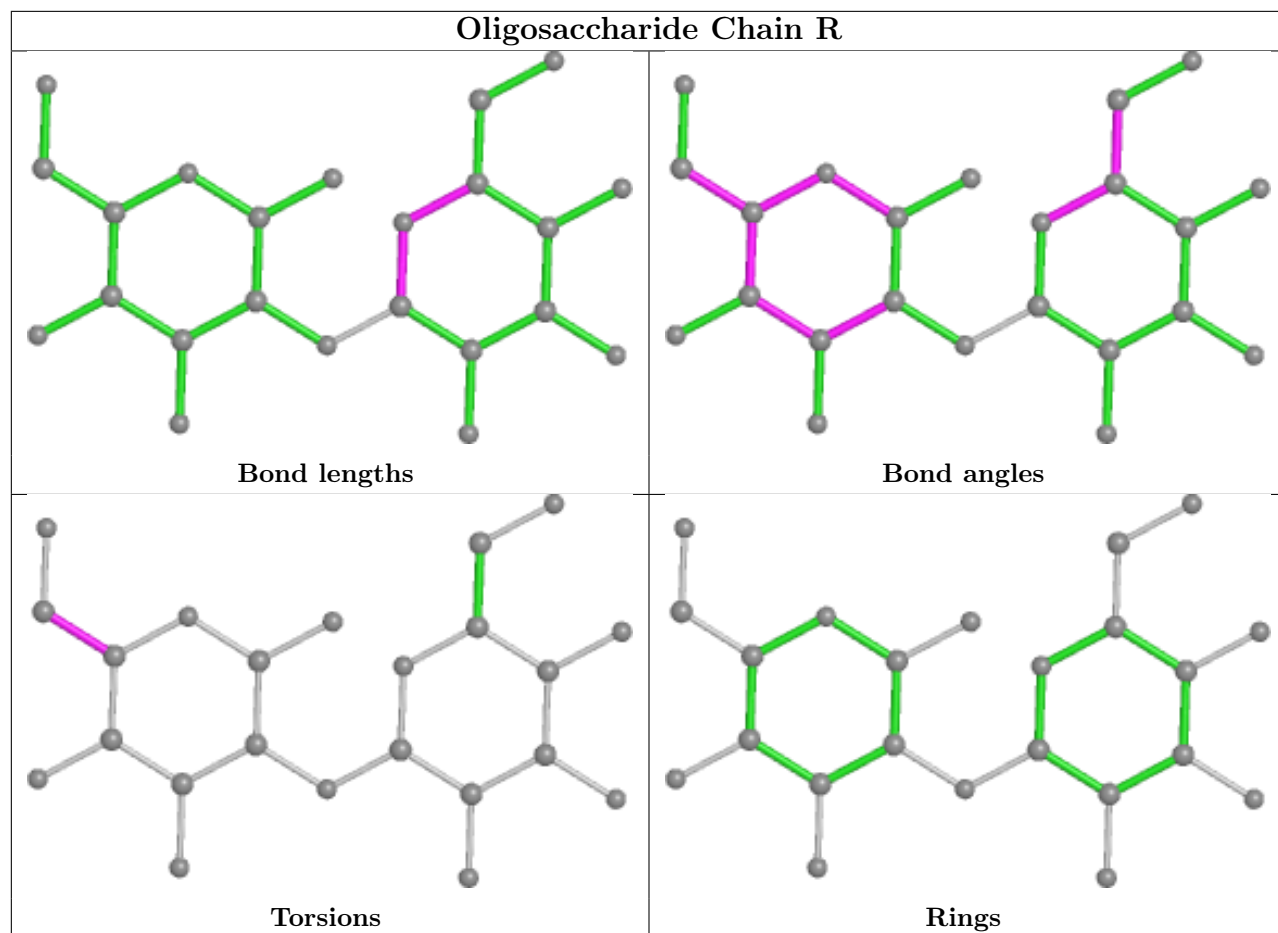 Oligosaccharide Chain R
Bond lengths
Bond angles
Torsions
Rings